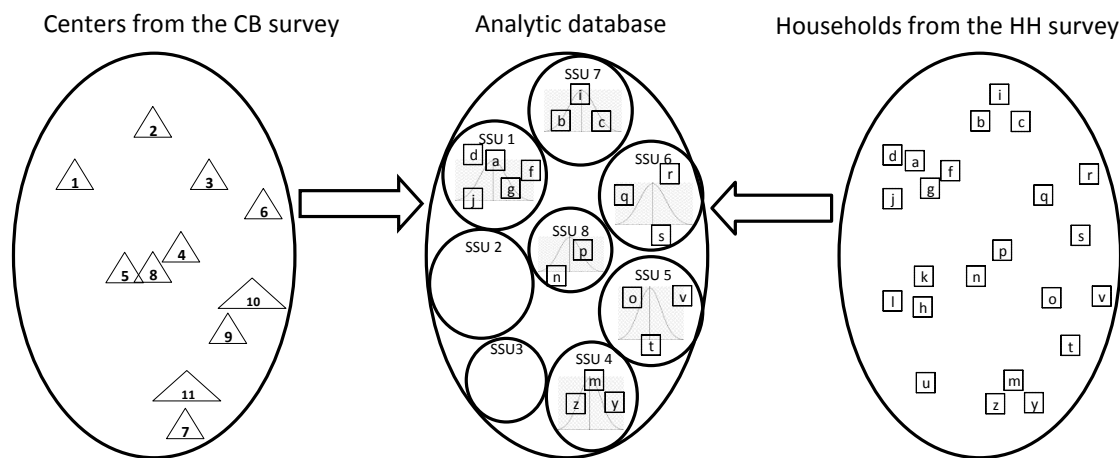 Centers from the CB survey
Analytic database
Households from the HH survey
2
1
3
6
4
5
8
10
9
11
7
SSU 7
i
b
c
SSU 1
d
a
f
g
j
SSU 6
r
q
s
SSU 8
p
n
SSU 2
SSU 5
o
v
t
SSU3
SSU 4
m
z
y
i
b
c
d
a
f
g
j
r
q
s
p
k
n
l
h
o
v
t
u
m
z
y